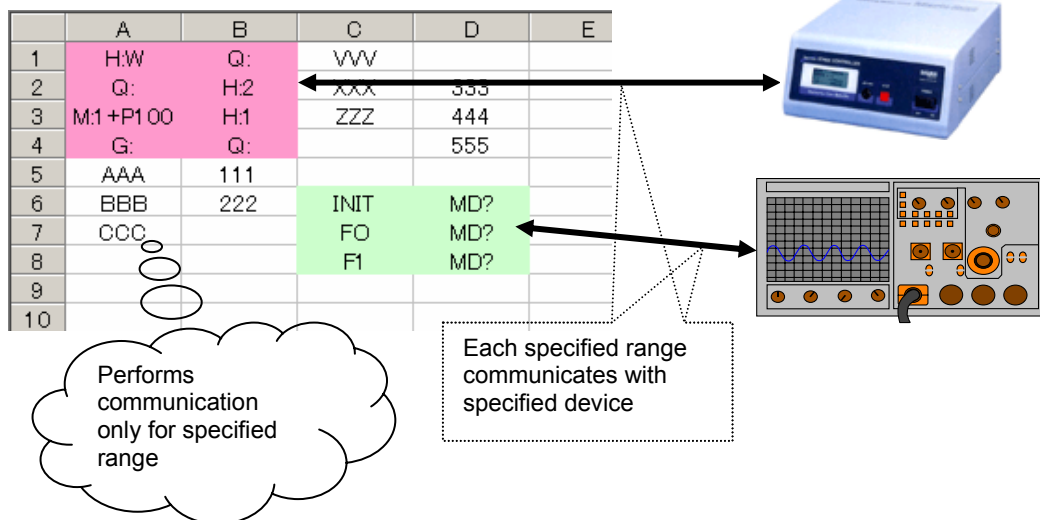 A B C D E
1 H:W Q: VVV
2 Q: H:2 XXX 333
3 M:1+P100 H:1 ZZZ 444
4 G: Q: 555
5 AAA 111
6 BBB 222 INIT MD?
7 CCC FO MD?
8 F1 MD?
9
10
Each specified range
communicates with
specified device
Performs
communication
only for specified
range